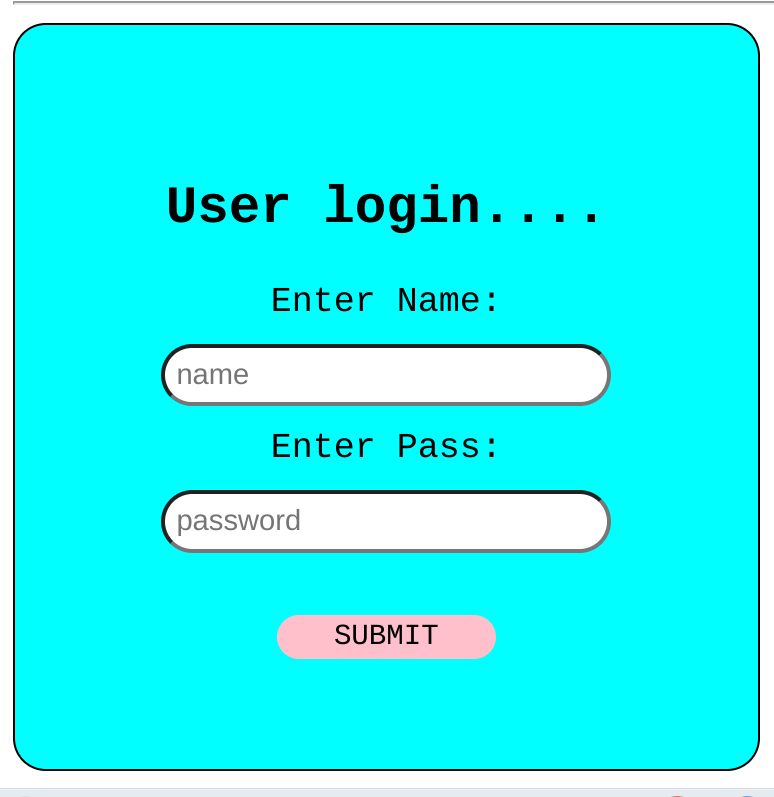 User login....
Enter Name:
name
Enter Pass:
password
SUBMIT